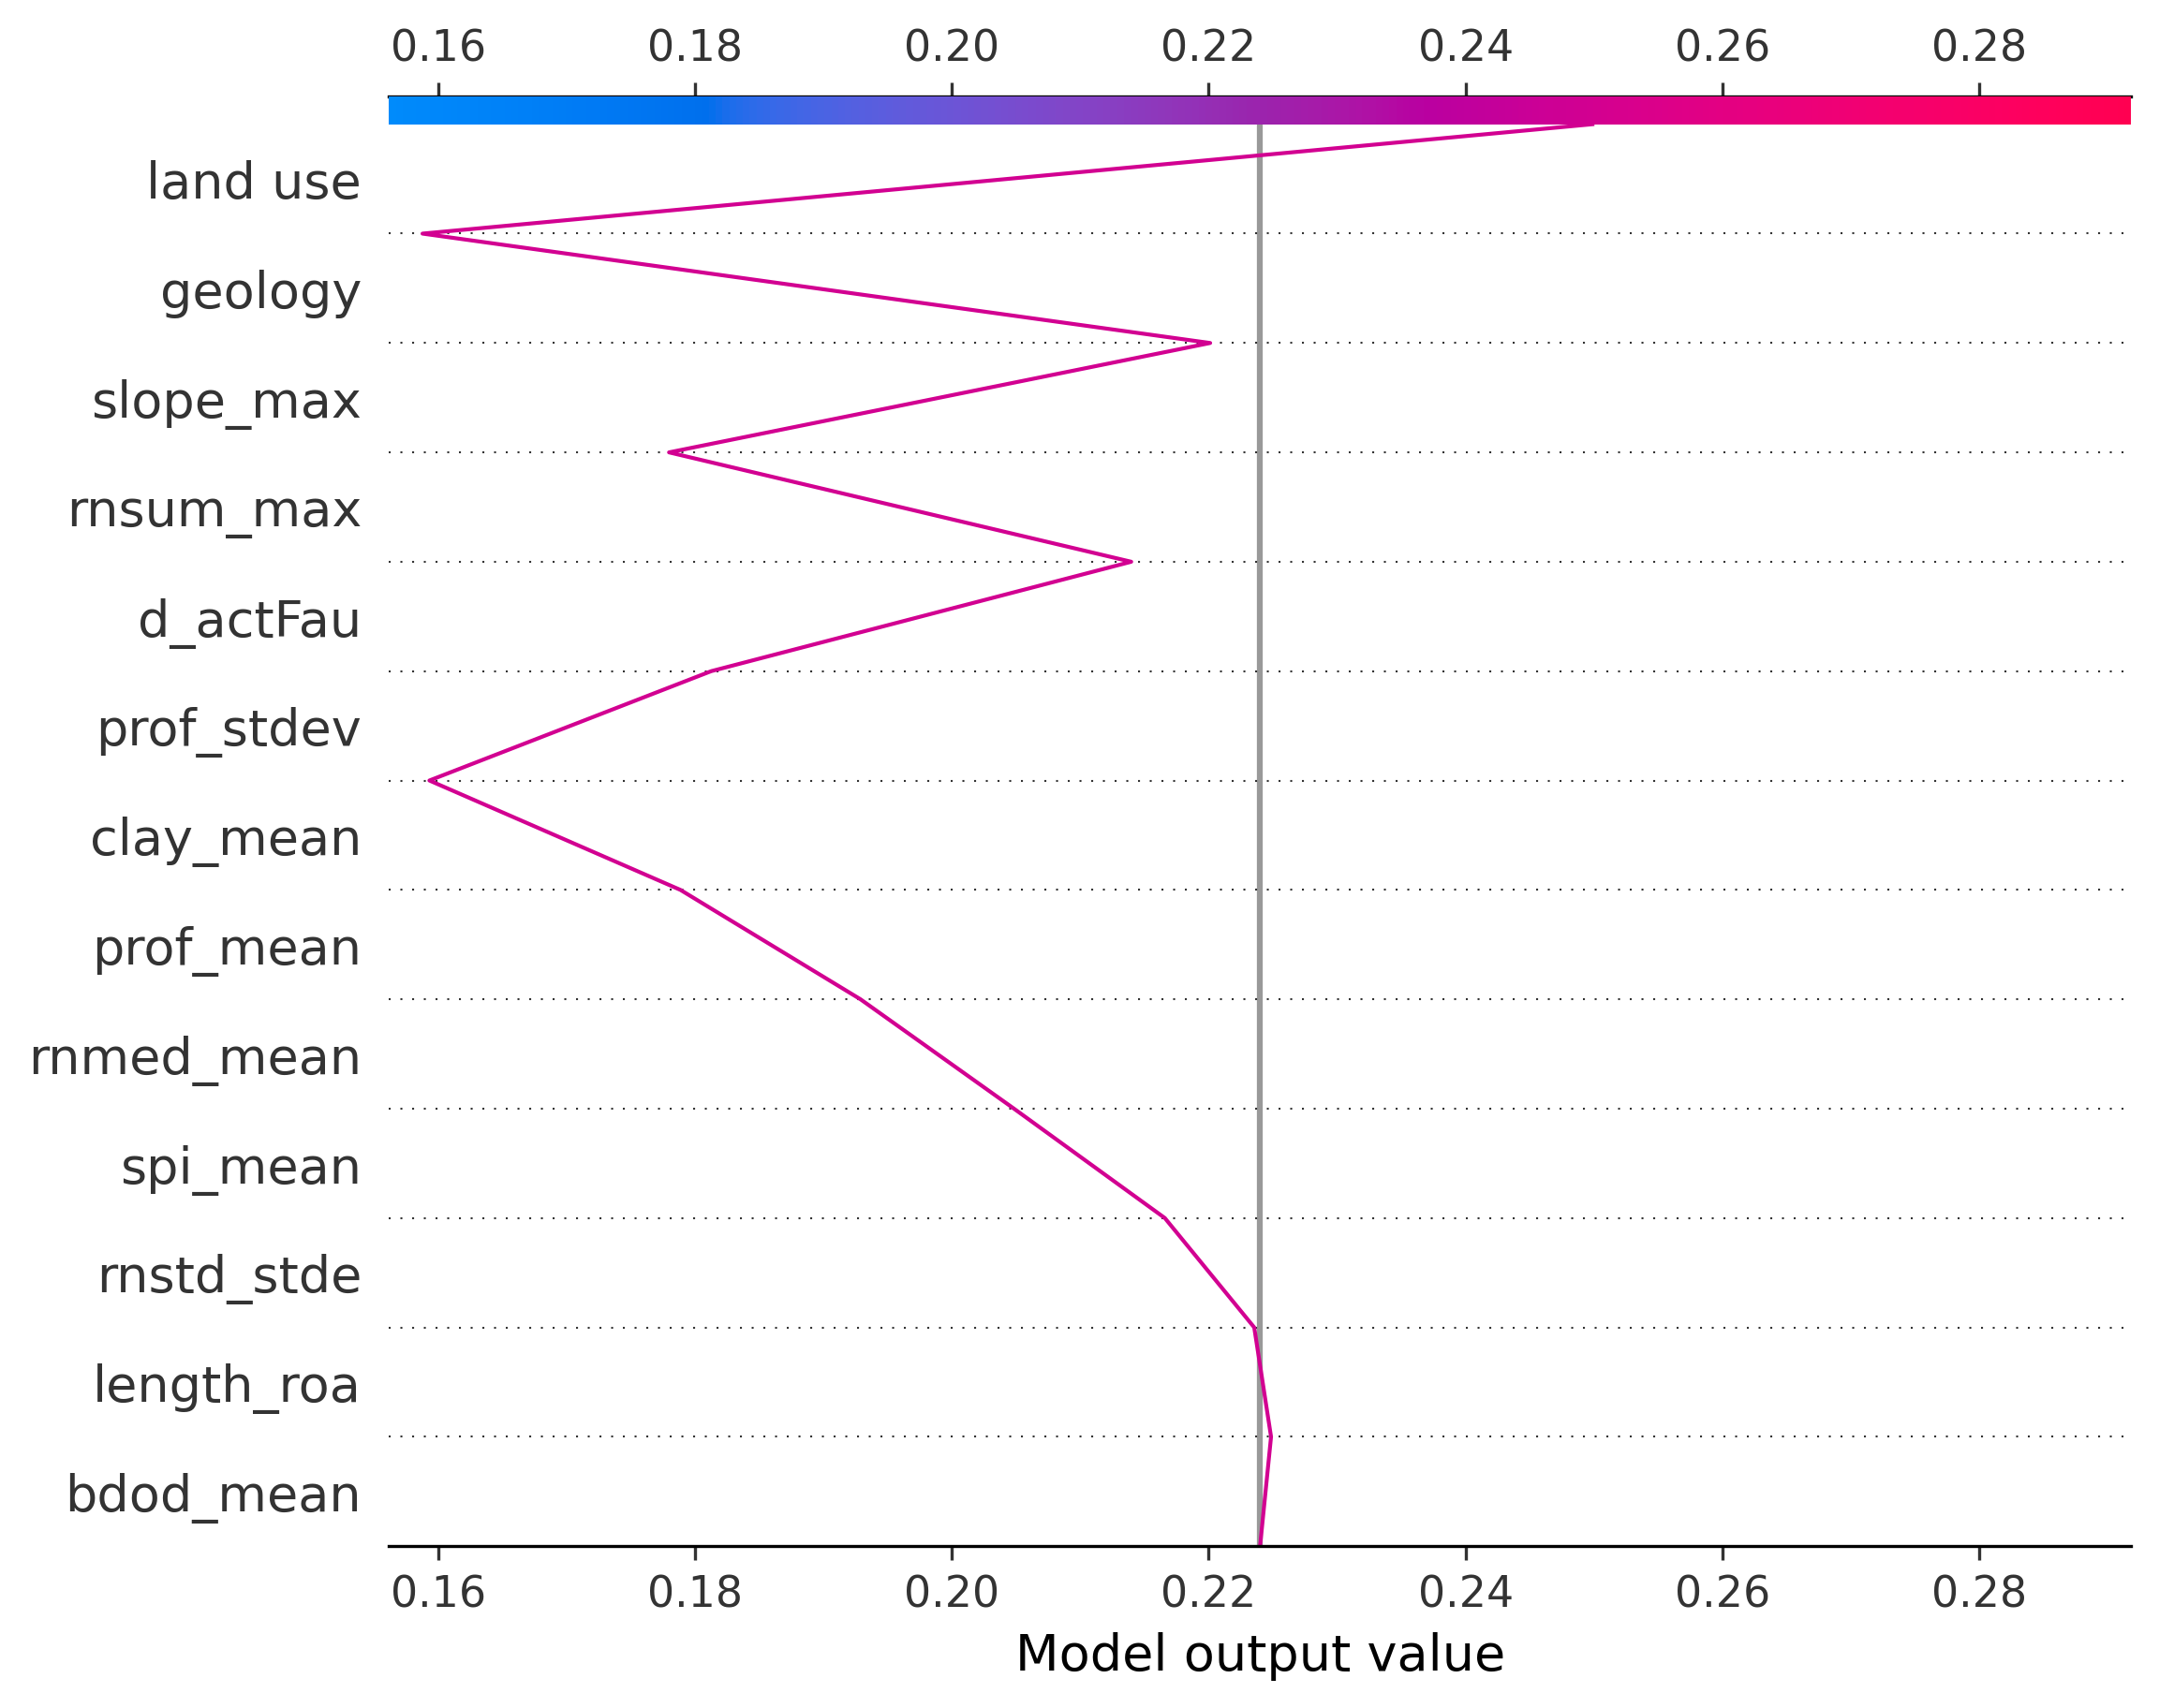 0.16 0.18 0.20 0.22 0.24 0.26 0.28
land use
geology
slope_max
rnsum_max
d_actFau
prof_stdev
clay_mean
prof_mean
rnmed_mean
spi_mean
rnstd_stde
length_roa
bdod_mean
0.16 0.18 0.20 0.22 0.24 0.26 0.28
Model output value